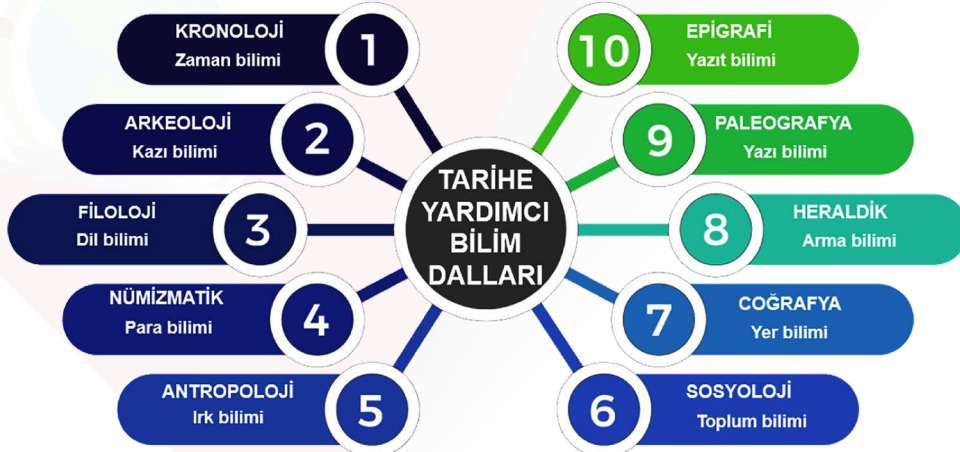 TARİHE
YARDIMCI
BİLİM
DALLARI
1
KRONOLOJİ
Zaman bilimi
2
ARKEOLOJİ
Kazı bilimi
3
FİLOLOJİ
Dil bilimi
4
NÜMİZMATİK
Para bilimi
5
ANTROPOLOJİ
Irk bilimi
6
SOSYOLOJİ
Toplum bilimi
7
COĞRAFYA
Yer bilimi
8
HERALDİK
Arma bilimi
9
PALEOGRAFYA
Yazı bilimi
10
EPİGRAFİ
Yazıt bilimi